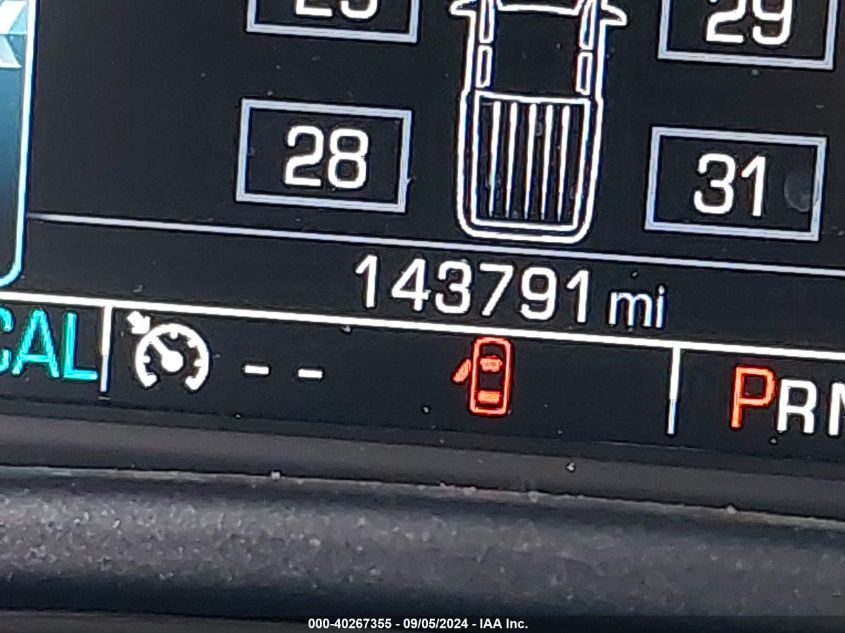 29
28 31
143791 mi
CAL -- PRN
000-40267355 - 09/05/2024 - IAA Inc.